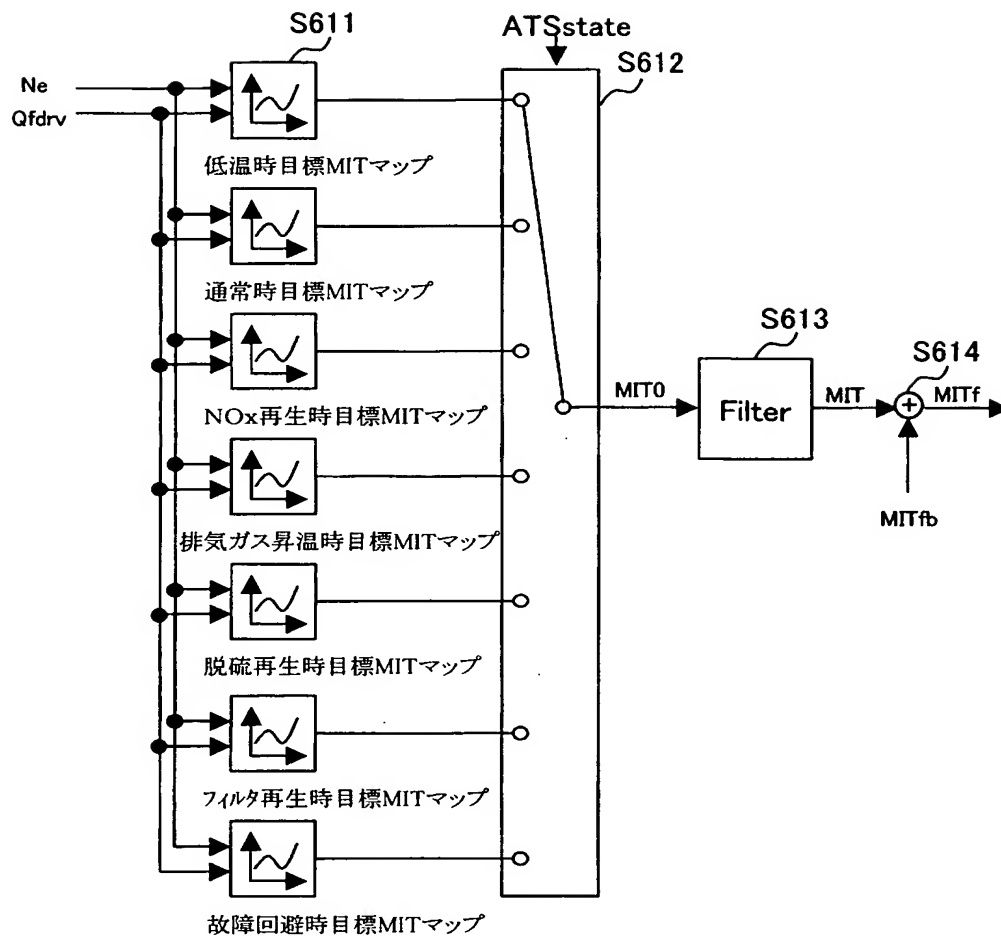 S611
ATSstate
S612
Ne
Qfdrv
低温時目標MITマップ
通常時目標MITマップ
NOx再生時目標MITマップ
S613
S614
MIT0
Filter
MIT
MITf
MITfb
排気ガス昇温時目標MITマップ
脱硫再生時目標MITマップ
フィルタ再生時目標MITマップ
故障回避時目標MITマップ